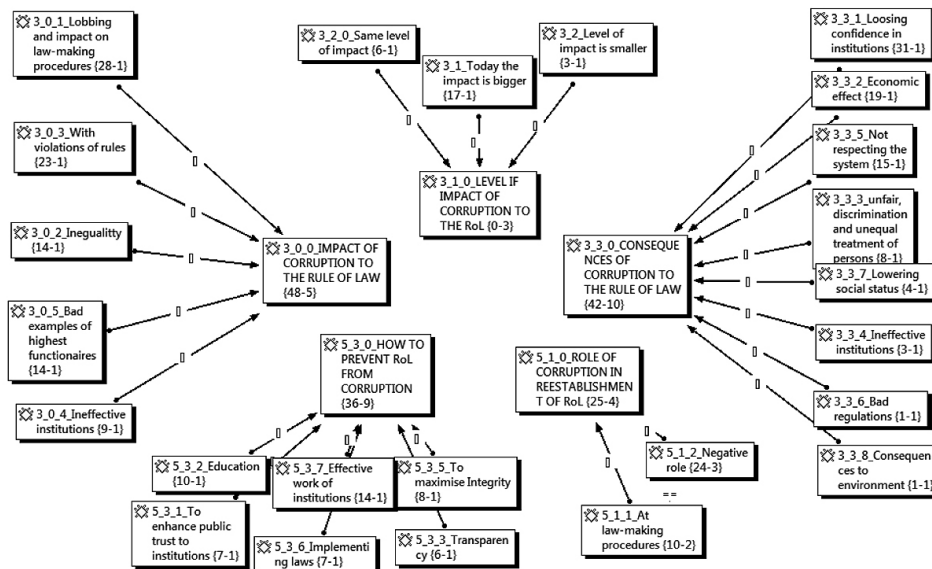 3_0_1_Lobbing
and impact on
law-making
procedures {28-1}
3_2_0_Same level
of impact {6-1}
3_1_Today the
impact is bigger
{17-1}
3_2_Level of
impact is smaller
{3-1}
3_3_1_Loosing
confidence in
institutions {31-1}
3_3_2_Economic
effect {19-1}
3_0_3_With
violations of rules
{23-1}
3_3_5_Not
respecting the
system {15-1}
3_1_0_LEVEL IF
IMPACT OF
CORRUPTION TO
THE RoL {0-3}
3_3_3_unfair,
discrimination
and unequal
treatment of
persons {8-1}
3_0_2_Inegualitty
{14-1}
3_0_0_IMPACT OF
CORRUPTION TO
THE RULE OF LAW
{48-5}
3_3_0_CONSEQUE
NCES OF
CORRUPTION TO
THE RULE OF LAW
{42-10}
3_3_7_Lowering
social status {4-1}
3_0_5_Bad
examples of
highest
functionaires
{14-1}
3_3_4_Ineffective
institutions {3-1}
5_3_0_HOW TO
PREVENT RoL
FROM
CORRUPTION
{36-9}
5_1_0_ROLE OF
CORRUPTION IN
REESTABLISHMEN
T OF RoL {25-4}
3_0_4_Ineffective
institutions {9-1}
3_3_6_Bad
regulations {1-1}
5_3_2_Education
{10-1}
5_3_7_Effective
work of
institutions {14-1}
5_3_5_To
maximise Integrity
{8-1}
5_1_2_Negative
role {24-3}
3_3_8_Consequen
ces to
environment {1-1}
==
5_3_1_To
enhance public
trust to
institutions {7-1}
5_3_6_Implementi
ng laws {7-1}
5_3_3_Transparen
cy {6-1}
5_1_1_At
law-making
procedures {10-2}